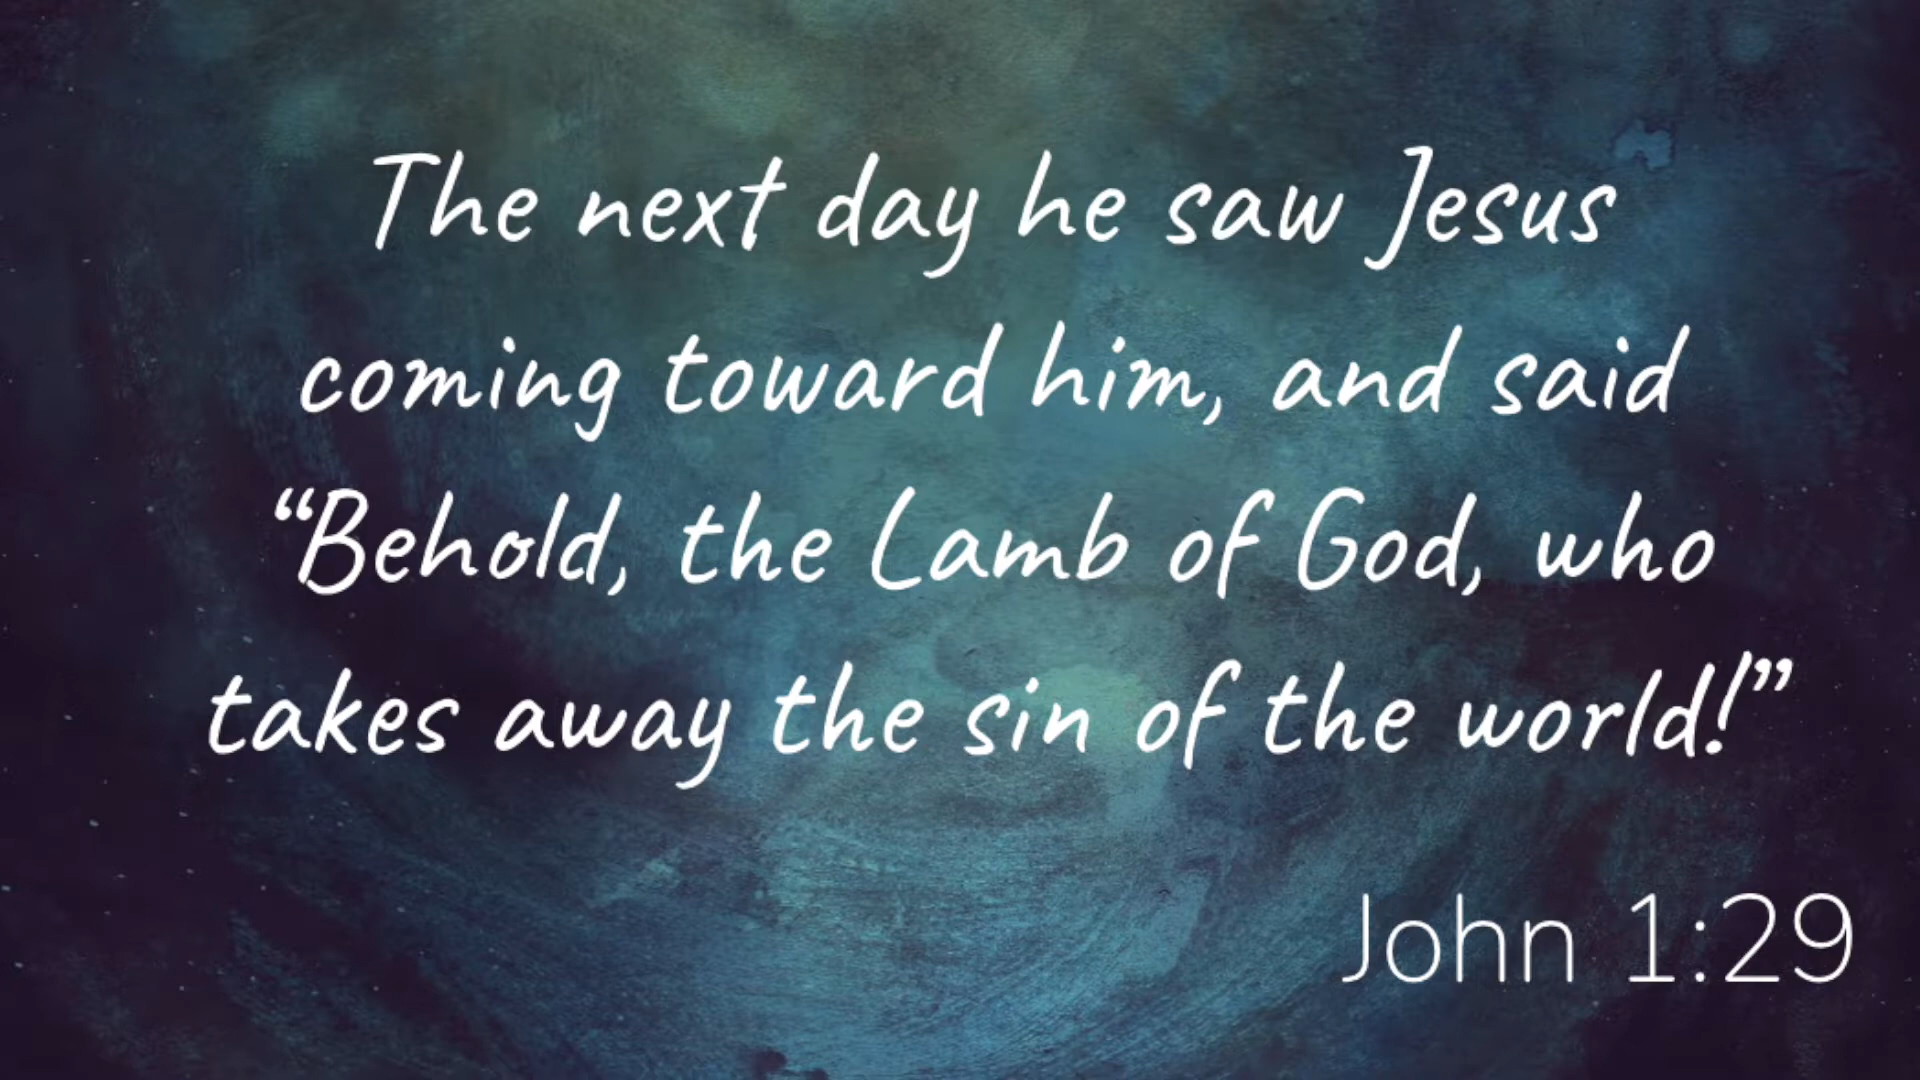 The next day he saw Jesus
coming toward him, and said
“Behold, the Lamb of God, who
takes away the sin of the world!”
John 1:29